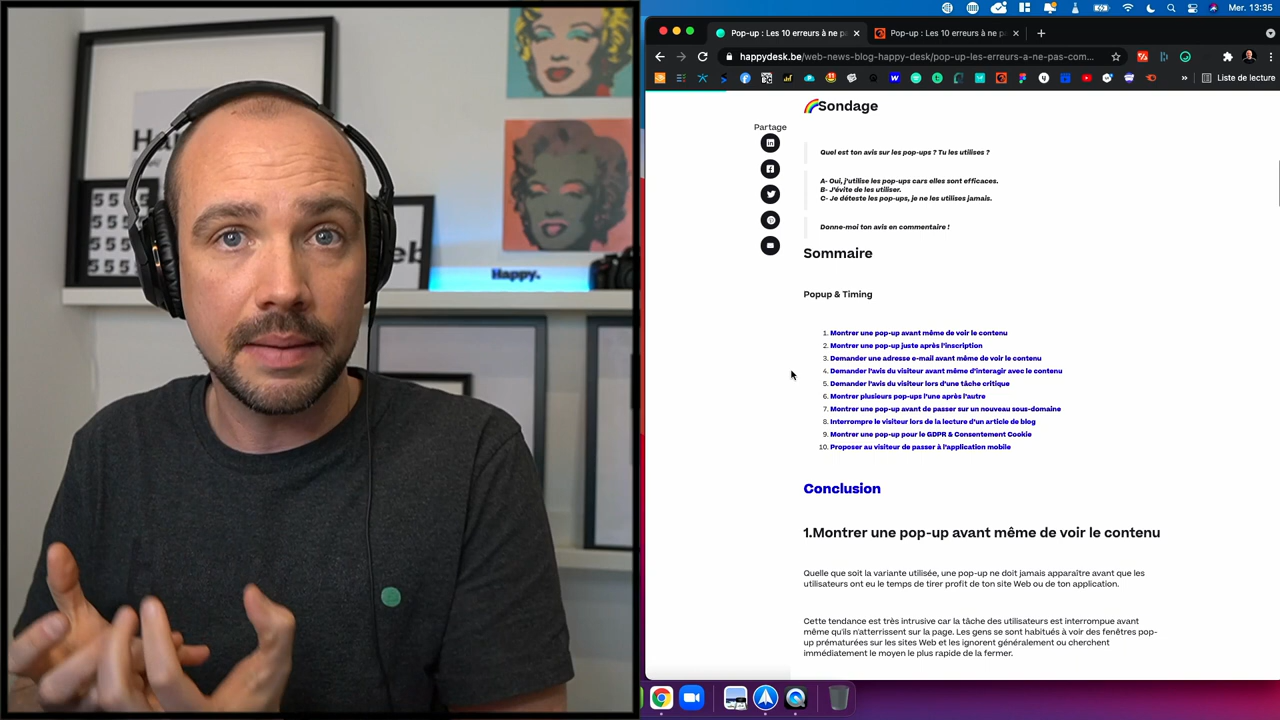 Ha
5 5 5
5 5 5 5
5 5 5 5
eb
Happy.
Mer. 13:35
Pop-up : Les 10 erreurs à ne pa
Pop-up : Les 10 erreurs à ne pa
happydesk.be/web-news-blog-happy-desk/pop-up-les-erreurs-a-ne-pas-com...
Liste de lecture
🌈Sondage
Partage
Quel est ton avis sur les pop-ups ? Tu les utilises ?
A- Oui, j'utilise les pop-ups cars elles sont efficaces.
B- J'évite de les utiliser.
C- Je déteste les pop-ups, je ne les utilises jamais.
Donne-moi ton avis en commentaire !
Sommaire
Popup & Timing
1. Montrer une pop-up avant même de voir le contenu
2. Montrer une pop-up juste après l'inscription
3. Demander une adresse e-mail avant même de voir le contenu
4. Demander l'avis du visiteur avant même d'interagir avec le contenu
5. Demander l'avis du visiteur lors d'une tâche critique
6. Montrer plusieurs pop-ups l'une après l'autre
7. Montrer une pop-up avant de passer sur un nouveau sous-domaine
8. Interrompre le visiteur lors de la lecture d'un article de blog
9. Montrer une pop-up pour le GDPR & Consentement Cookie
10. Proposer au visiteur de passer à l'application mobile
Conclusion
1.Montrer une pop-up avant même de voir le contenu
Quelle que soit la variante utilisée, une pop-up ne doit jamais apparaître avant que les
utilisateurs ont eu le temps de tirer profit de ton site Web ou de ton application.
Cette tendance est très intrusive car la tâche des utilisateurs est interrompue avant
même qu'ils n'atterrissent sur la page. Les gens se sont habitués à voir des fenêtres pop-
up prématurées sur les sites Web et les ignorent généralement ou cherchent
immédiatement le moyen le plus rapide de la fermer.